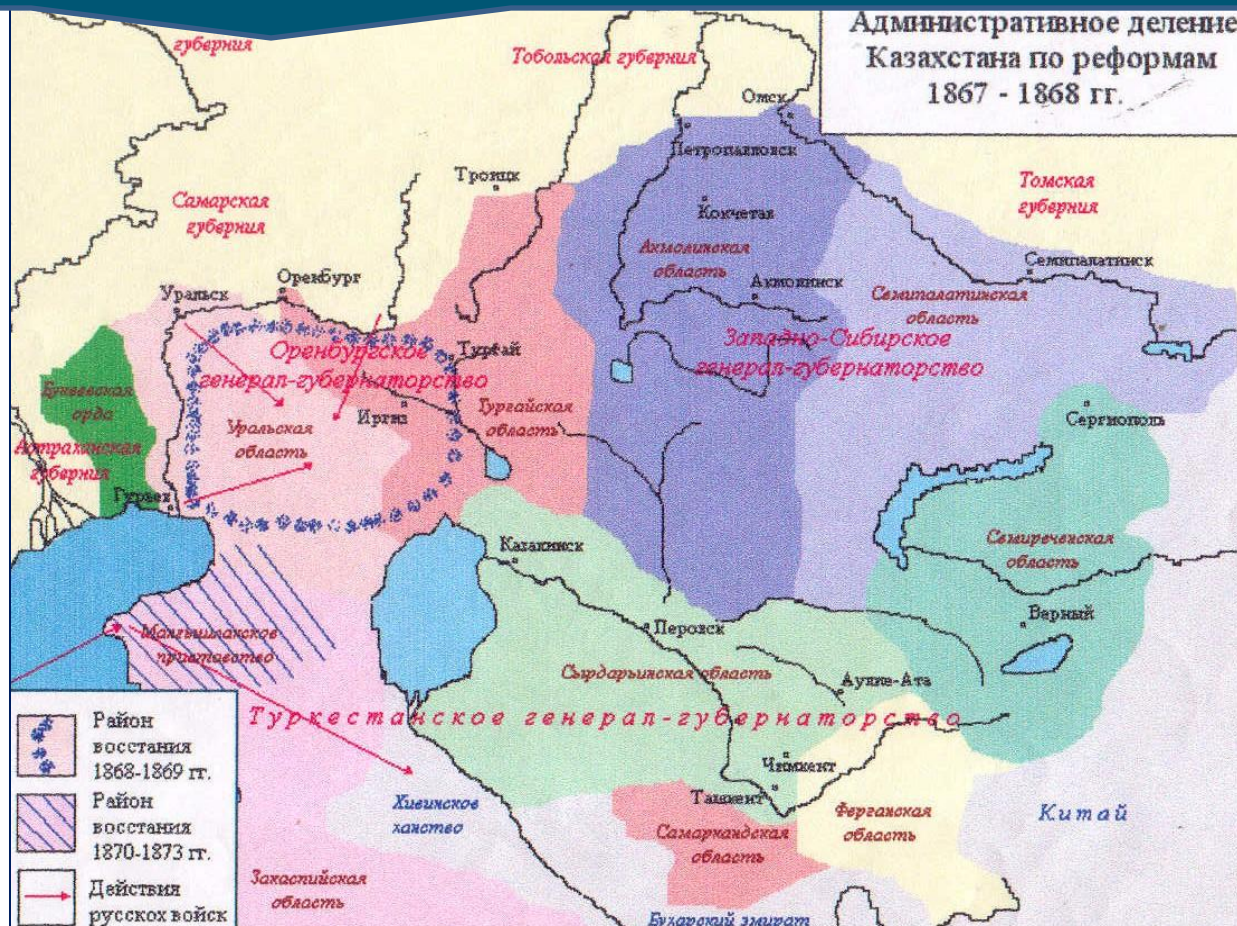 Административное деление
Казахстана по реформам
1867 - 1868 гг.
губерния
Тобольская губерния
Омск
Петропавловск
Троицк
Томская
губерния
Самарская
губерния
Кокчетав
Акмолинская
область
Оренбург
Семипалатинск
Уральск
Акмолинск
Семипалатинская
область
Оренбургское
генерал-губернаторство
Тургай
Западно-Сибирское
генерал-губернаторство
Букеевская
орда
Иргиз
Тургайская
область
Сергиополь
Уральская
область
Астраханская
губерния
Гурьев
Казалинск
Семиреченская
область
Верный
Мангышлакское
приставство
Перовск
Сырдарьинская область
Аулие-Ата
Туркестанское генерал-губернаторство
Район
восстания
1868-1869 гг.
Район
восстания
1870-1873 гг.
Действия
русскох войск
Чимкент
Ташкент
Хивинское
ханство
Ферганская
область
Китай
Самаркандская
область
Закаспийская
область
Бухарский эмират